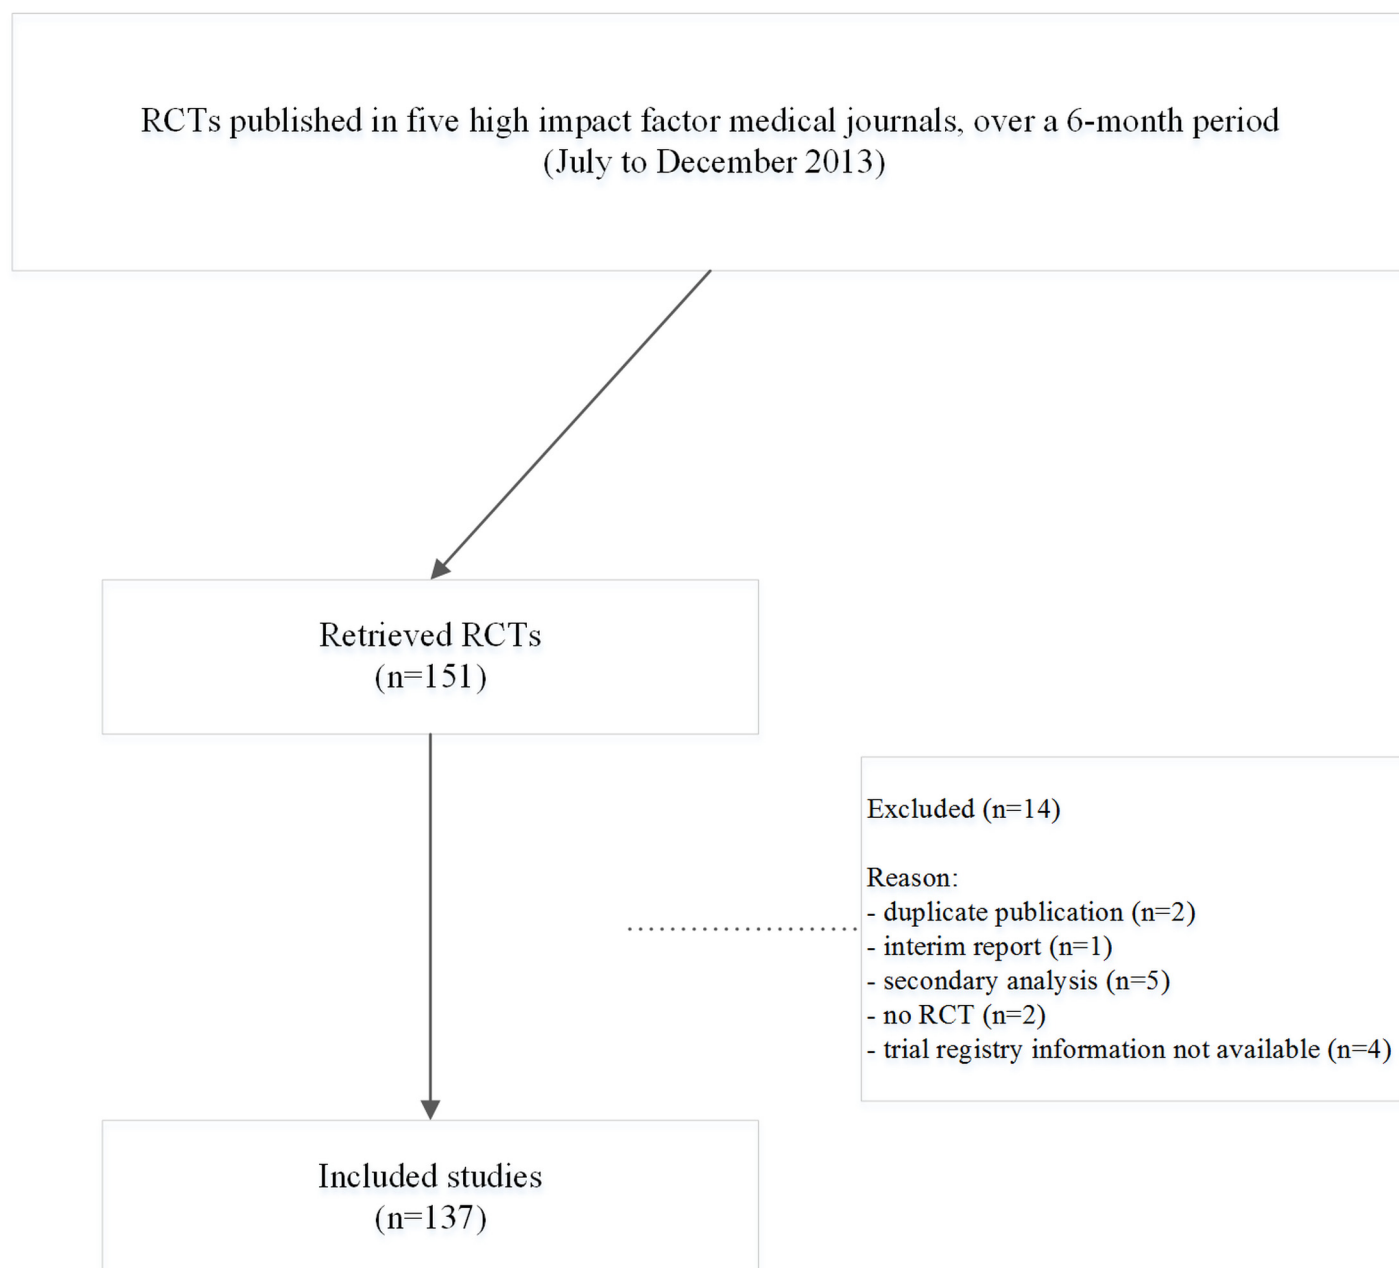 RCTs published in five high impact factor medical journals, over a 6-month period
(July to December 2013)
Retrieved RCTs
(n=151)
Excluded (n=14)
Reason:
- duplicate publication (n=2)
- interim report (n=1)
- secondary analysis (n=5)
- no RCT (n=2)
- trial registry information not available (n=4)
Included studies
(n=137)